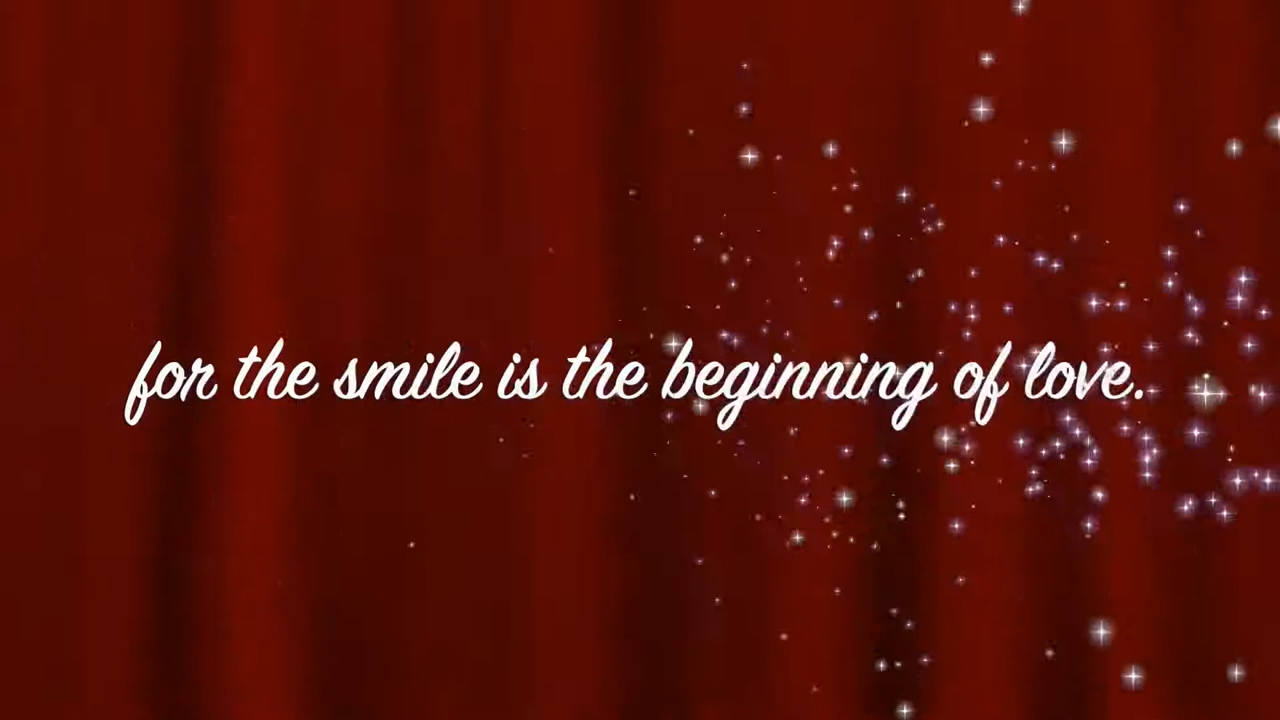 for the smile is the beginning of love.